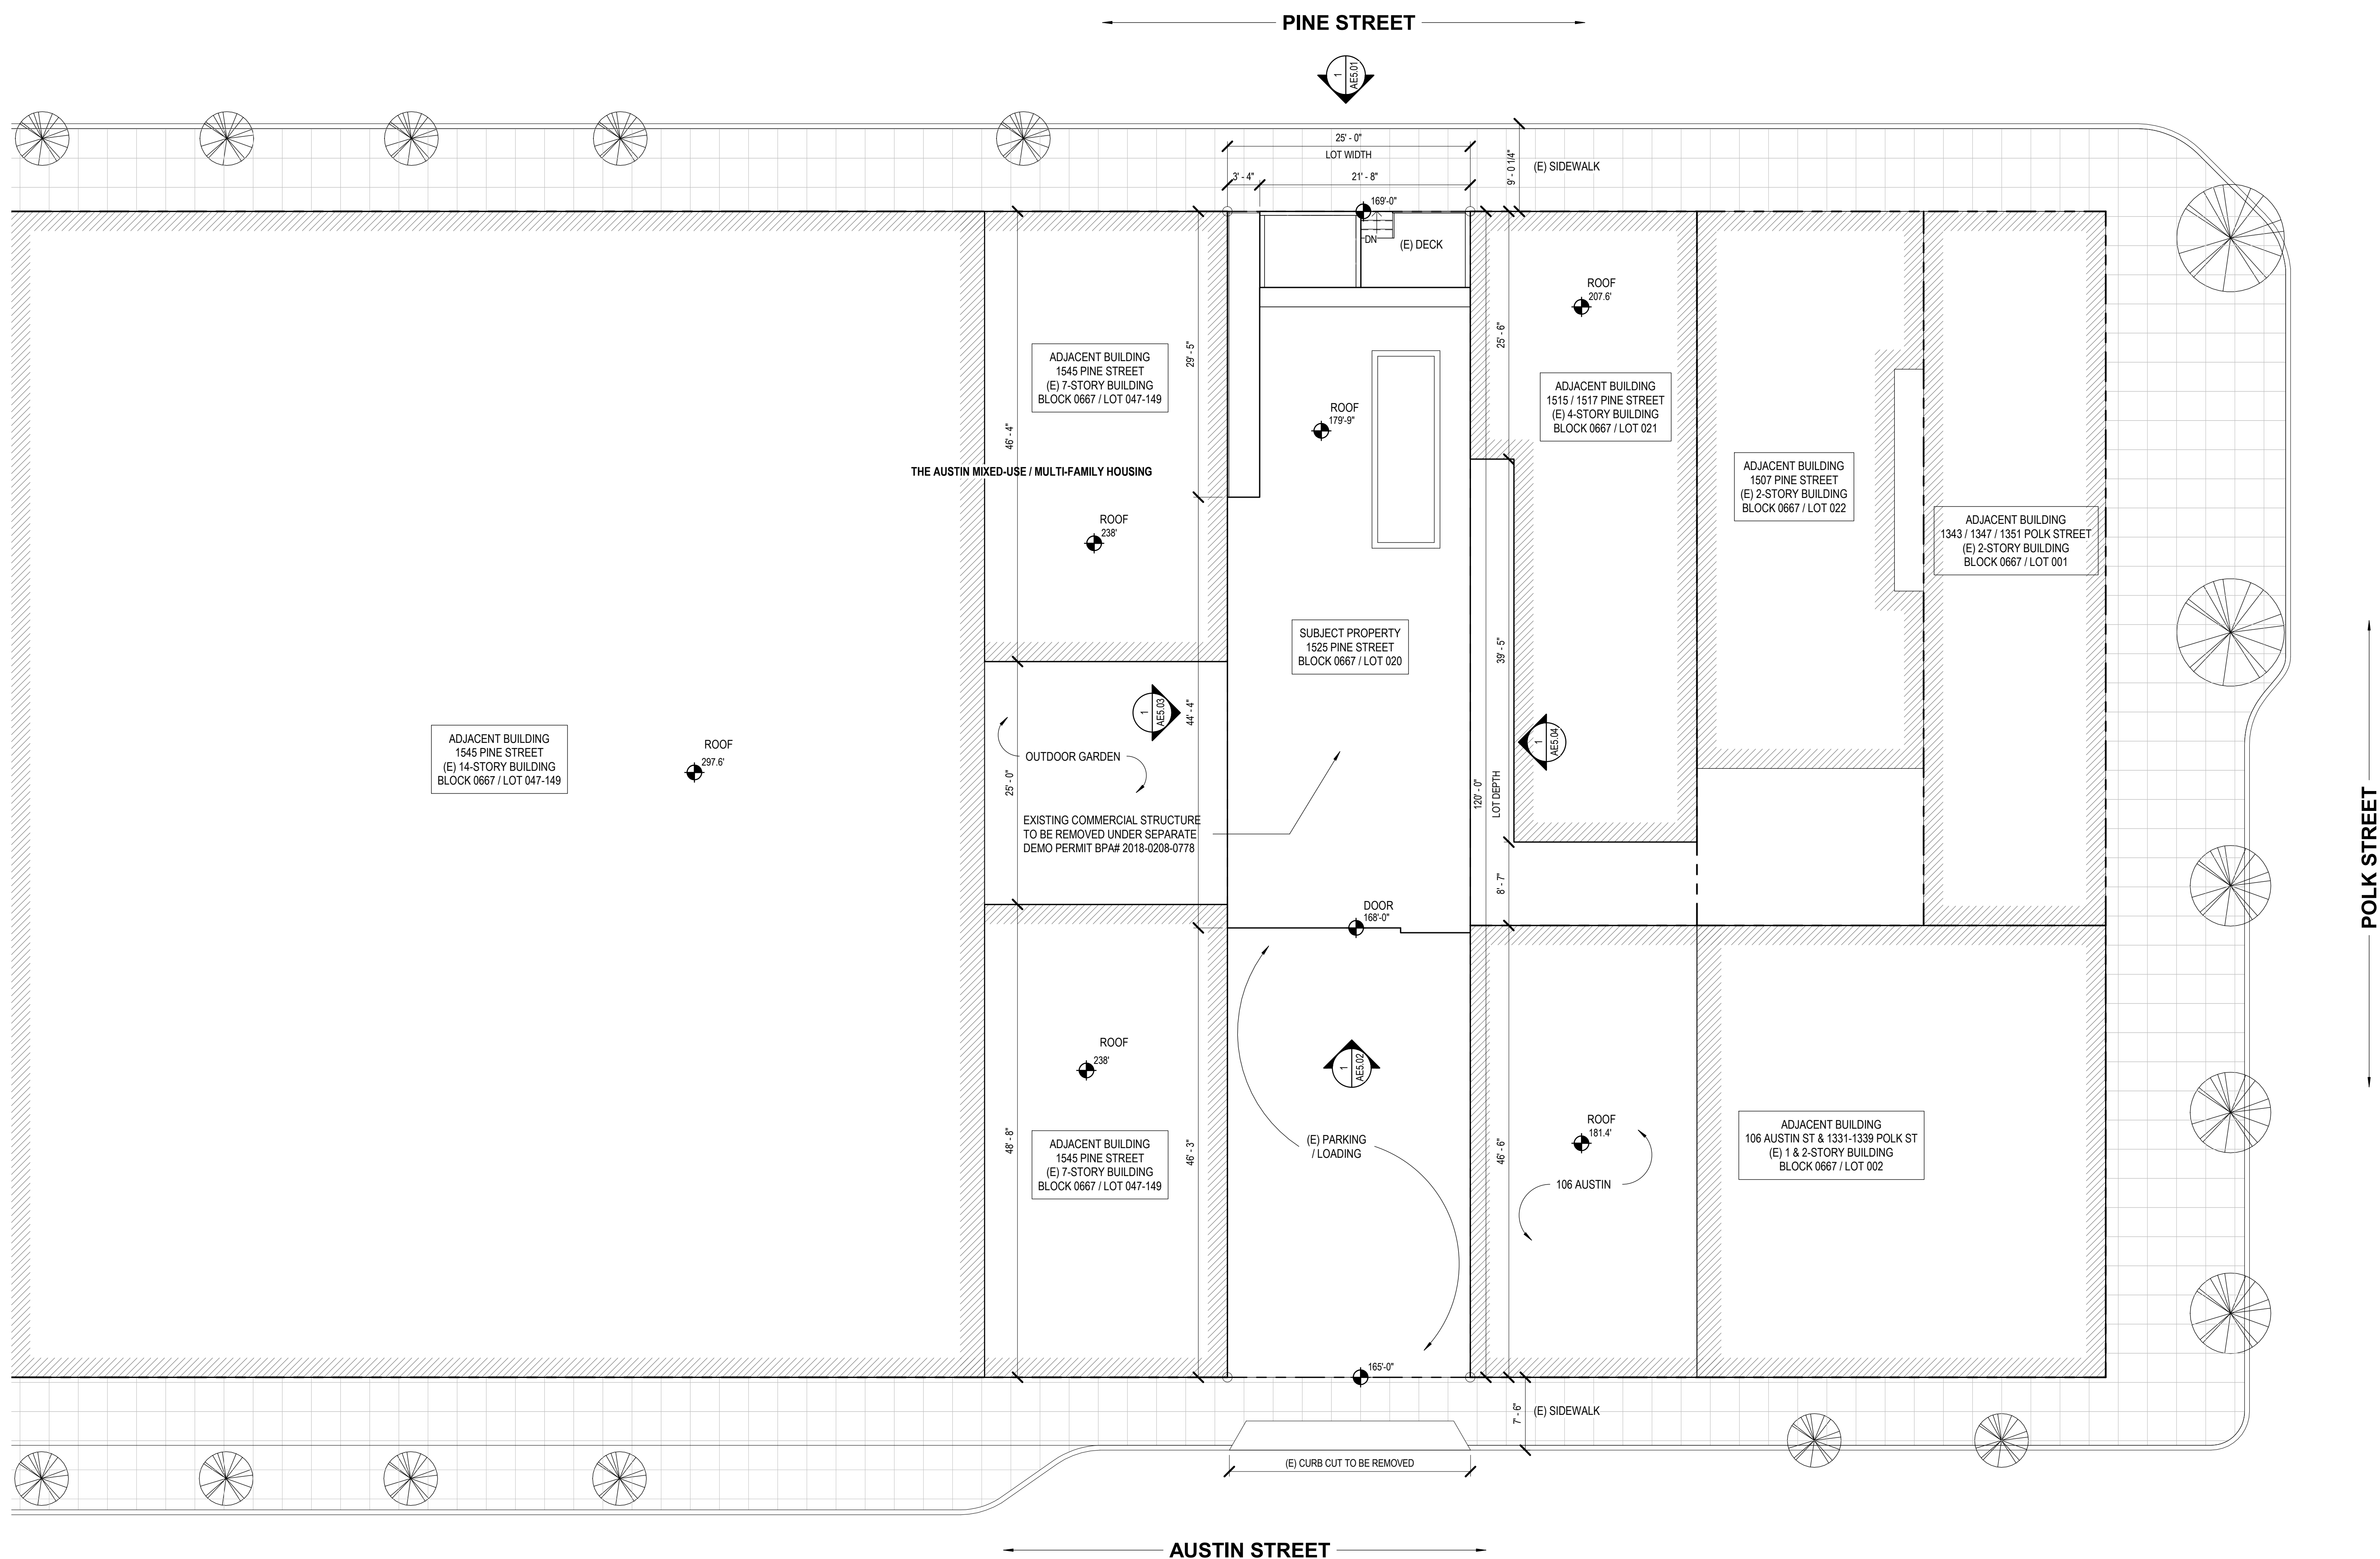 PINE STREET
1
AE5.01
25' - 0"
LOT WIDTH
3' - 4"
21' - 8"
9' - 0 1/4"
(E) SIDEWALK
169'-0"
DN
(E) DECK
ROOF
207.6'
29' - 5"
25' - 6"
ADJACENT BUILDING
1545 PINE STREET
(E) 7-STORY BUILDING
BLOCK 0667 / LOT 047-149
ROOF
179'-9"
ADJACENT BUILDING
1515 / 1517 PINE STREET
(E) 4-STORY BUILDING
BLOCK 0667 / LOT 021
46' - 4"
THE AUSTIN MIXED-USE / MULTI-FAMILY HOUSING
ADJACENT BUILDING
1507 PINE STREET
(E) 2-STORY BUILDING
BLOCK 0667 / LOT 022
ROOF
238'
ADJACENT BUILDING
1343 / 1347 / 1351 POLK STREET
(E) 2-STORY BUILDING
BLOCK 0667 / LOT 001
SUBJECT PROPERTY
1525 PINE STREET
BLOCK 0667 / LOT 020
39' - 5"
1
AE5.03
44' - 4"
1
AE5.04
ADJACENT BUILDING
1545 PINE STREET
(E) 14-STORY BUILDING
BLOCK 0667 / LOT 047-149
ROOF
297.6'
OUTDOOR GARDEN
25' - 0"
120' - 0"
LOT DEPTH
EXISTING COMMERCIAL STRUCTURE
TO BE REMOVED UNDER SEPARATE
DEMO PERMIT BPA# 2018-0208-0778
POLK STREET
8' - 7"
DOOR
168'-0"
ROOF
238'
1
AE5.02
48' - 8"
ADJACENT BUILDING
1545 PINE STREET
(E) 7-STORY BUILDING
BLOCK 0667 / LOT 047-149
46' - 3"
(E) PARKING
/ LOADING
46' - 6"
ROOF
181.4'
106 AUSTIN
ADJACENT BUILDING
106 AUSTIN ST & 1331-1339 POLK ST
(E) 1 & 2-STORY BUILDING
BLOCK 0667 / LOT 002
165'-0"
7' - 6"
(E) SIDEWALK
(E) CURB CUT TO BE REMOVED
AUSTIN STREET